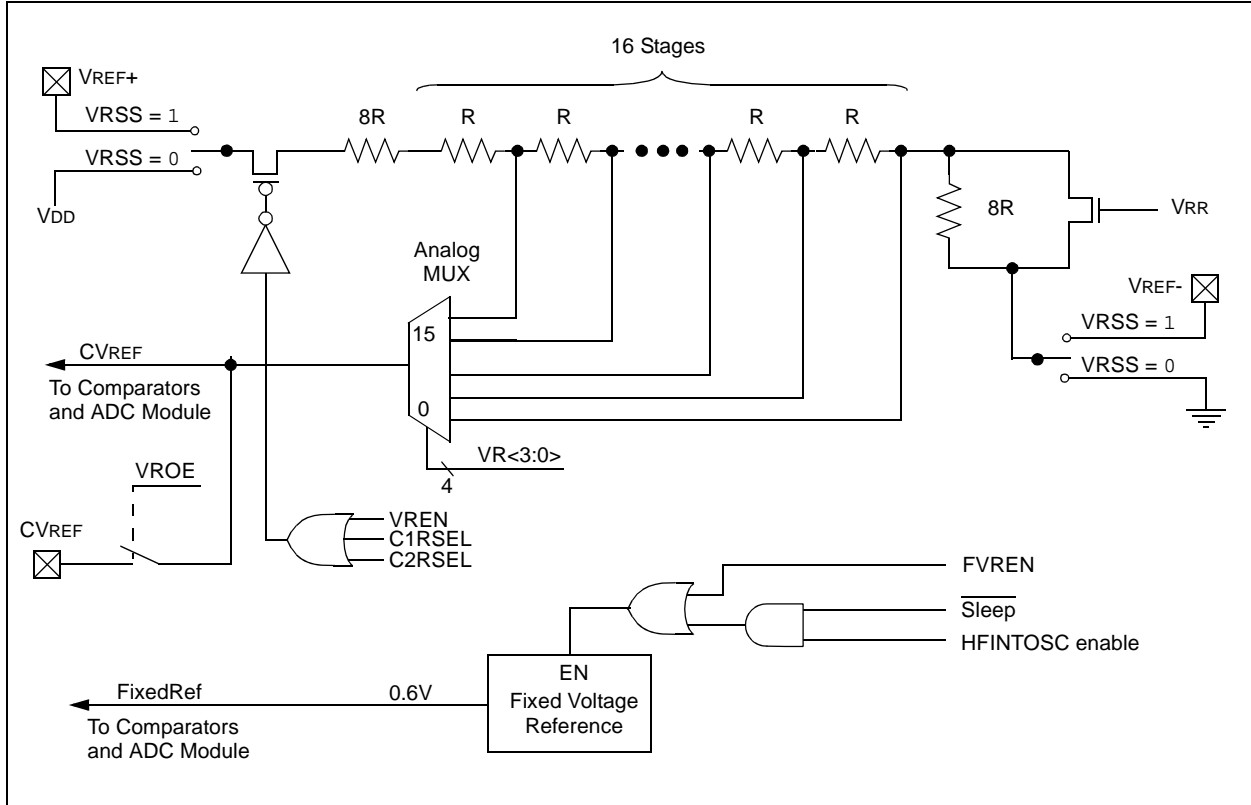 16 Stages
VREF+
VRSS = 1
VRSS = 0
VDD
8R
R
R
R
R
8R
VRR
VREF-
VRSS = 1
VRSS = 0
Analog
MUX
15
0
VR<3:0>
4
CVREF
To Comparators
and ADC Module
VROE
CVREF
VREN
C1RSEL
C2RSEL
FVREN
Sleep
HFINTOSC enable
EN
Fixed Voltage
Reference
FixedRef
0.6V
To Comparators
and ADC Module